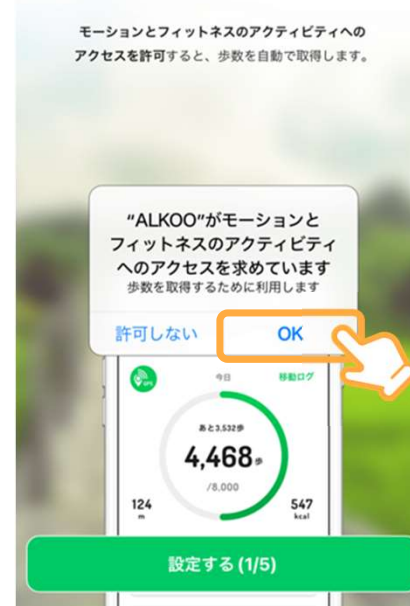 モーションとフィットネスのアクティビティへの
アクセスを許可すると、歩数を自動で取得します。
“ALKOO”がモーションと
フィットネスのアクティビティ
へのアクセスを求めています
歩数を取得するために利用します
許可しない
OK
GPS
今日
移動ログ
あと3,532歩
4,468歩
/8,000
124
m
547
kcal
設定する (1/5)